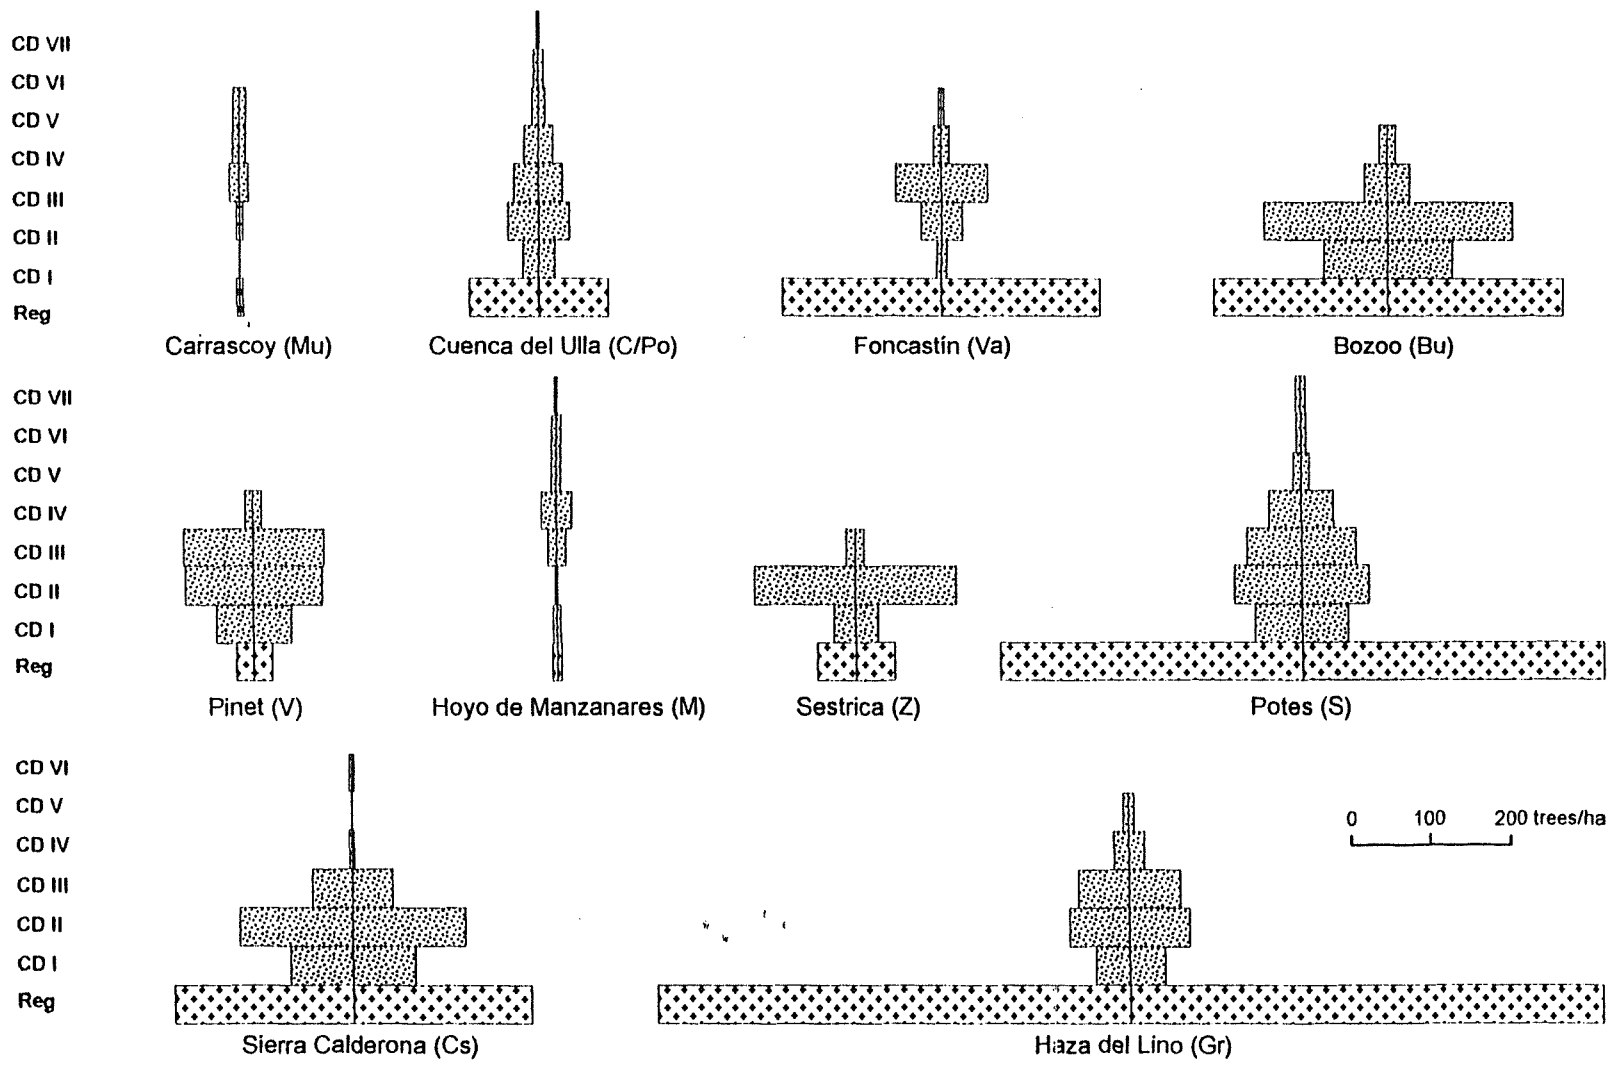 CD VII
CD VI
CD V
CD IV
CD III
CD II
CD I
Reg
Carrascoy (Mu)
Cuenca del Ulla (C/Po)
Foncastín (Va)
Bozoo (Bu)
CD VII
CD VI
CD V
CD IV
CD III
CD II
CD I
Reg
Pinet (V)
Hoyo de Manzanares (M)
Sestrica (Z)
Potes (S)
CD VI
CD V
CD IV
CD III
CD II
CD I
Reg
0 100 200 trees/ha
Sierra Calderona (Cs)
Haza del Lino (Gr)